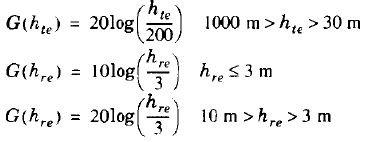 G(h_te) = 20log(h_te/200) 1000 m > h_te > 30 m
G(h_re) = 10log(h_re/3) h_re ≤ 3 m
G(h_re) = 20log(h_re/3) 10 m > h_re > 3 m